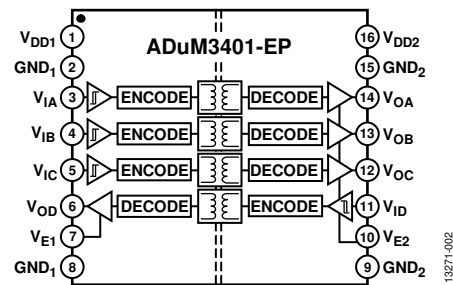 ADuM3401-EP
VDD1 1 16 VDD2
GND1 2 15 GND2
VIA 3 ENCODE DECODE 14 VOA
VIB 4 ENCODE DECODE 13 VOB
VIC 5 ENCODE DECODE 12 VOC
VOD 6 DECODE ENCODE 11 VID
VE1 7 10 VE2
GND1 8 9 GND2
13271-002